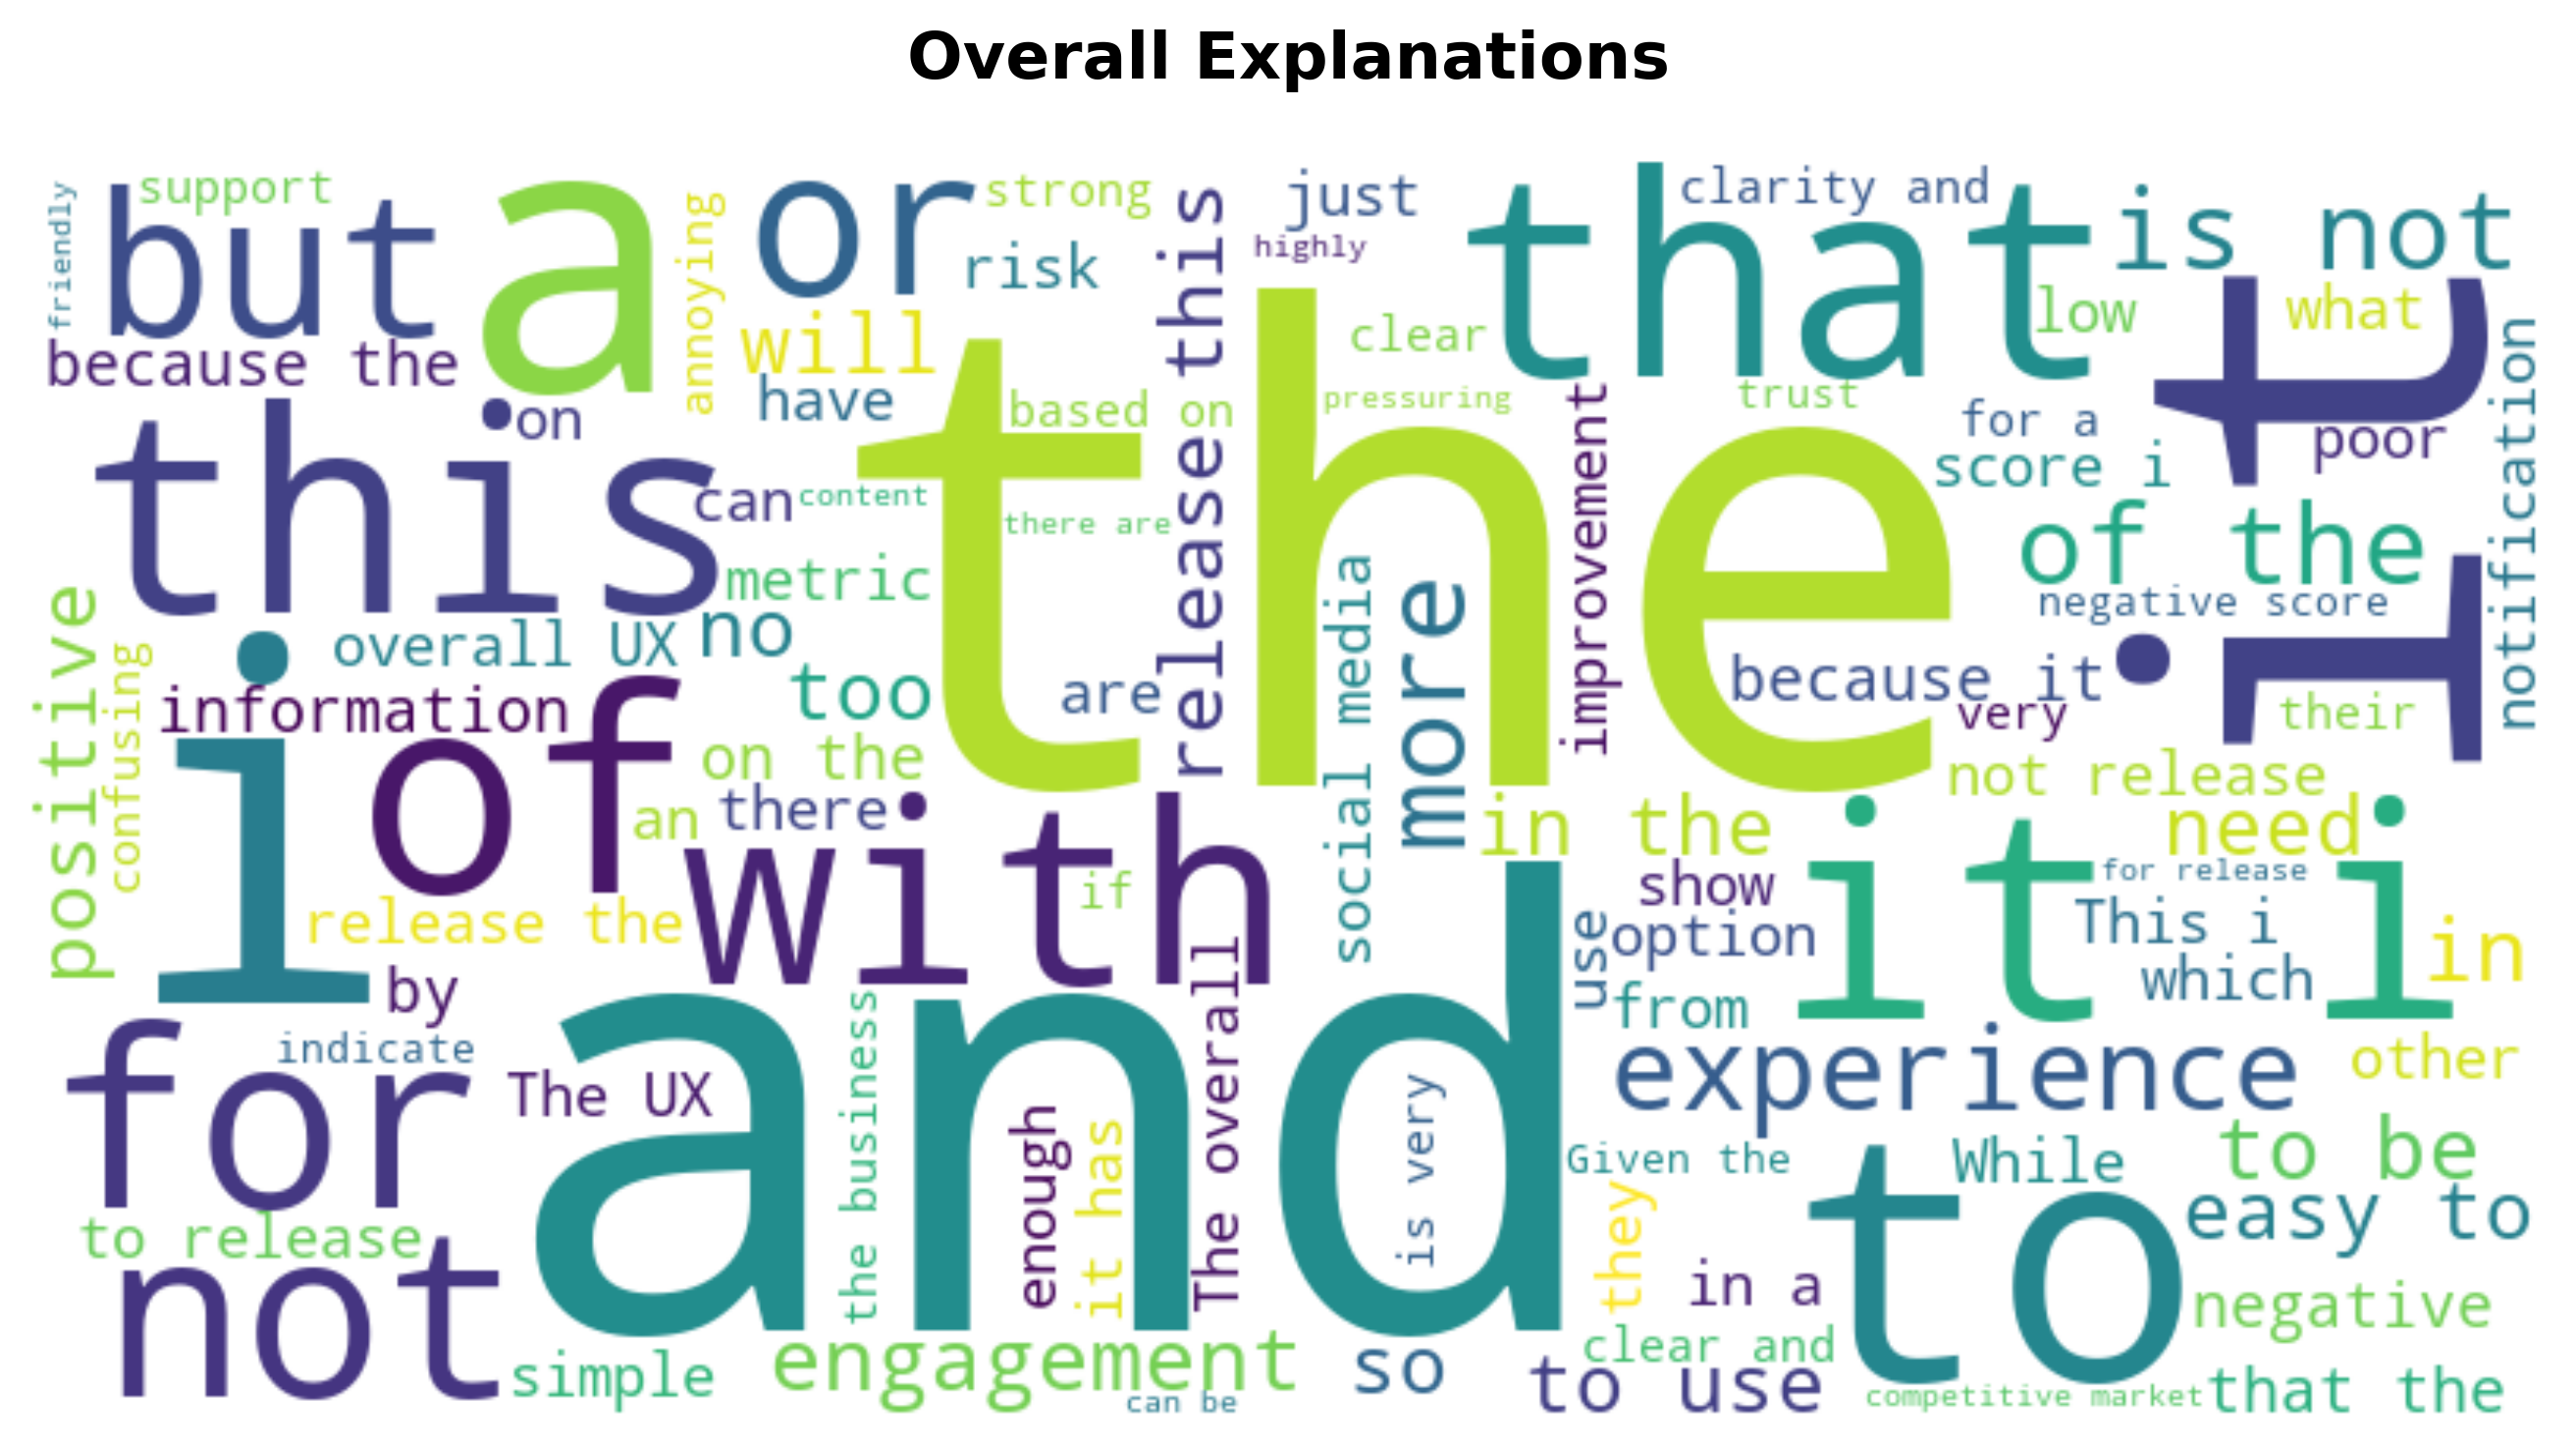 Overall Explanations
friendly
support
but
a
annoying
or
strong
risk
this
just
highly
that
clarity and
is not
because the
will
have
clear
low
It
what
notification
this
on
based on
the
pressuring
improvement
trust
for a
poor
score i
can
content
there are
release
metric
of the
positive
confusing
overall UX
no
social media
more
negative score
information
too
are
because it
very
their
i
of
on the
not release
an
there
with
in the
it
need
i
if
show
for release
release the
use
option
This i
in
by
from
which
for
indicate
and
experience
other
The UX
the business
enough
it has
The overall
is very
Given the
While
to be
to release
they
to
easy to
not
in a
negative
simple
engagement
so
clear and
to use
can be
competitive market
that the